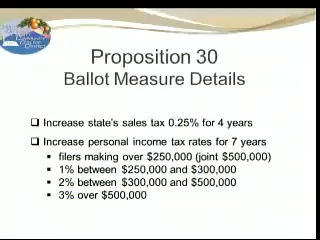 Proposition 30
Ballot Measure Details
Increase state's sales tax 0.25% for 4 years
Increase personal income tax rates for 7 years
filers making over $250,000 (joint $500,000)
1% between $250,000 and $300,000
2% between $300,000 and $500,000
3% over $500,000